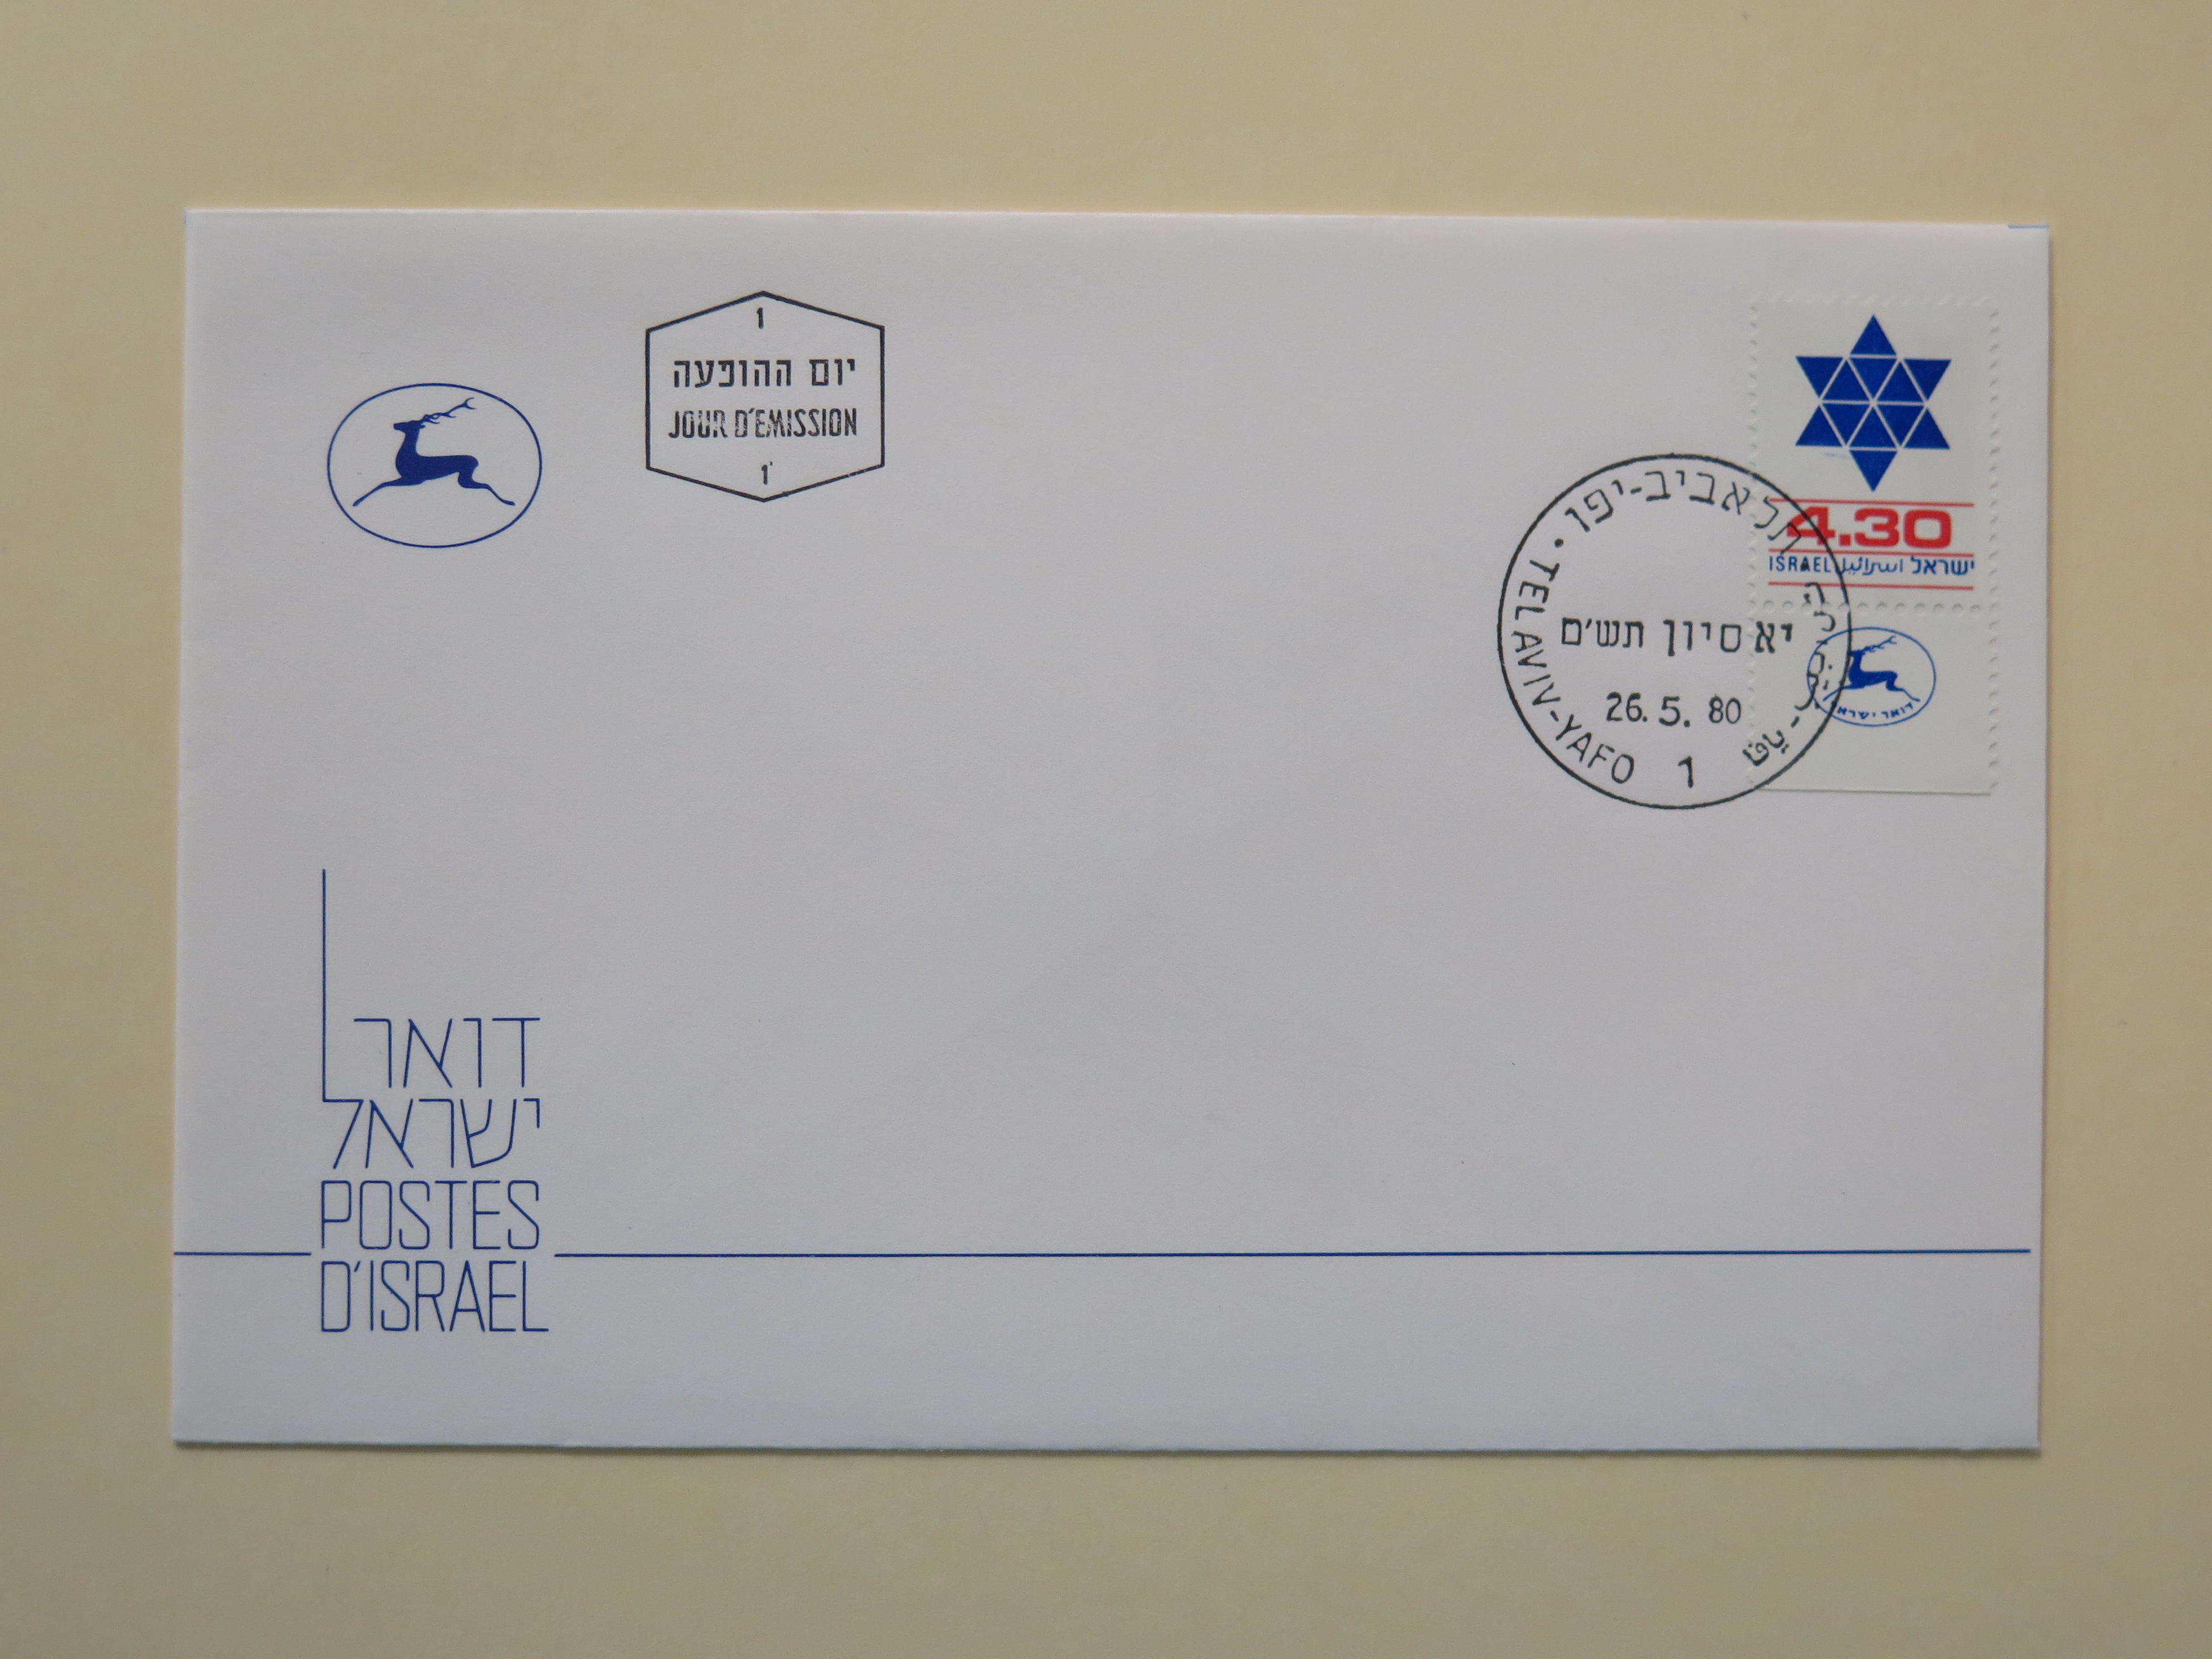 1
יום ההופעה
JOUR D'EMISSION
1
4.30
ISRAEL اسرائيل ישראל
תל אביב-יפו • TEL AVIV-YAFO 1
יא סיון תש'ם
26.5.80
דואר ישראל
דואר
ישראל
POSTES
D'ISRAEL